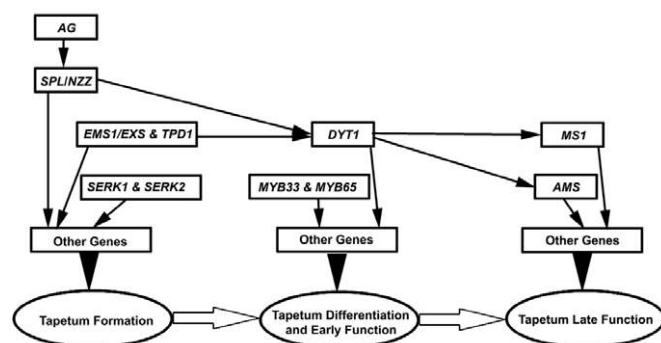 AG
SPL/NZZ
EMS1/EXS & TPD1
DYT1
MS1
SERK1 & SERK2
MYB33 & MYB65
AMS
Other Genes
Other Genes
Other Genes
Tapetum Formation
Tapetum Differentiation
and Early Function
Tapetum Late Function